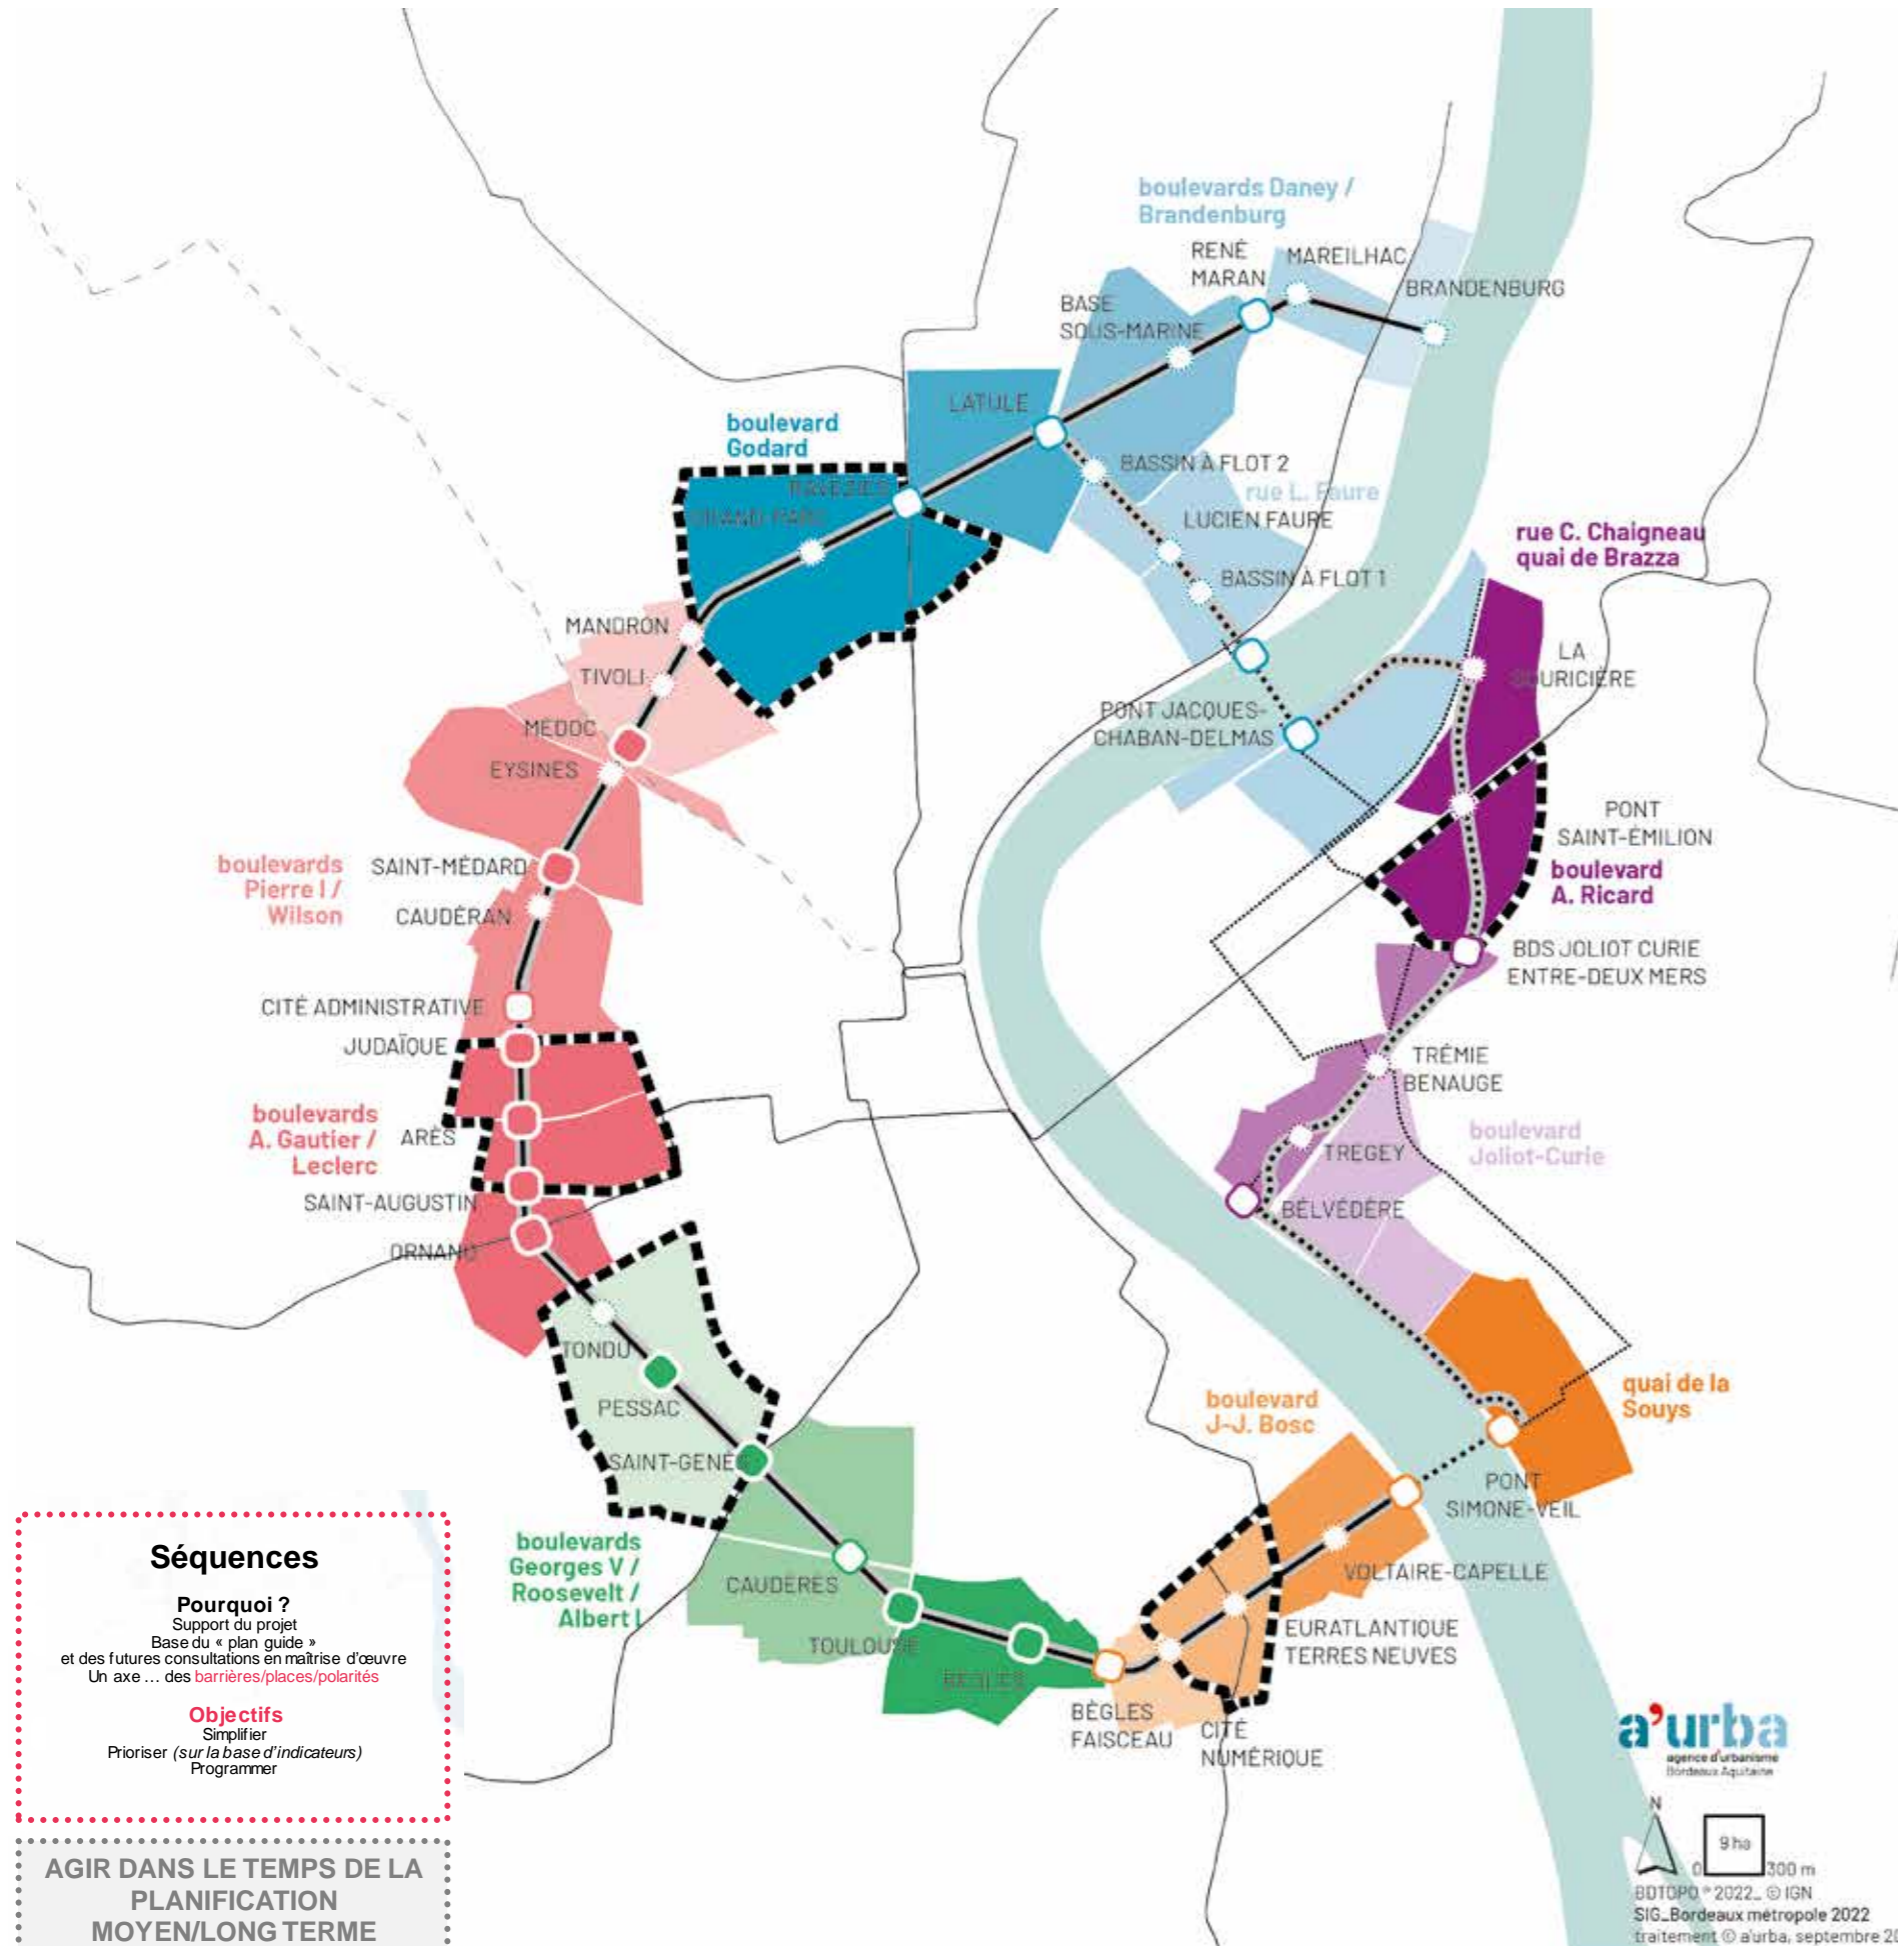 boulevards Daney /
Brandenburg
RENÉ
MARAN
MAREILHAC
BRANDENBURG
BASE
SOUS-MARINE
LATULE
boulevard
Godard
RAVEZIES
GRAND PARC
BASSIN À FLOT 2
rue L. Faure
LUCIEN FAURE
BASSIN À FLOT 1
rue C. Chaigneau
quai de Brazza
MANDRON
TIVOLI
MÉDOC
EYSINES
LA
SOURICIÈRE
PONT JACQUES-
CHABAN-DELMAS
PONT
SAINT-ÉMILION
boulevard
A. Ricard
boulevards
Pierre I /
Wilson
SAINT-MÉDARD
CAUDÉRAN
BDS JOLIOT CURIE
ENTRE-DEUX MERS
CITÉ ADMINISTRATIVE
JUDAÏQUE
TRÉMIE
BENAUGE
boulevards
A. Gautier /
Leclerc
ARÈS
boulevard
Joliot-Curie
TREGEY
SAINT-AUGUSTIN
BELVÉDÈRE
ORNANO
TONDU
PESSAC
SAINT-GENÈS
quai de la
Souys
boulevard
J-J. Bosc
PONT
SIMONE-VEIL
boulevards
Georges V /
Roosevelt /
Albert I
CAUDÉRÈS
VOLTAIRE-CAPELLE
TOULOUSE
EURATLANTIQUE
TERRES NEUVES
BÈGLES
BÈGLES
FAISCEAU
CITÉ
NUMÉRIQUE
Séquences
Pourquoi ?
Support du projet
Base du « plan guide »
et des futures consultations en maîtrise d'œuvre
Un axe … des barrières/places/polarités
Objectifs
Simplifier
Prioriser (sur la base d'indicateurs)
Programmer
AGIR DANS LE TEMPS DE LA
PLANIFICATION
MOYEN/LONG TERME
a'urba
agence d'urbanisme
Bordeaux Aquitaine
N
9 ha
0 300 m
BDTOPO ® 2022_ © IGN
SIG_Bordeaux métropole 2022
traitement © a'urba, septembre 20